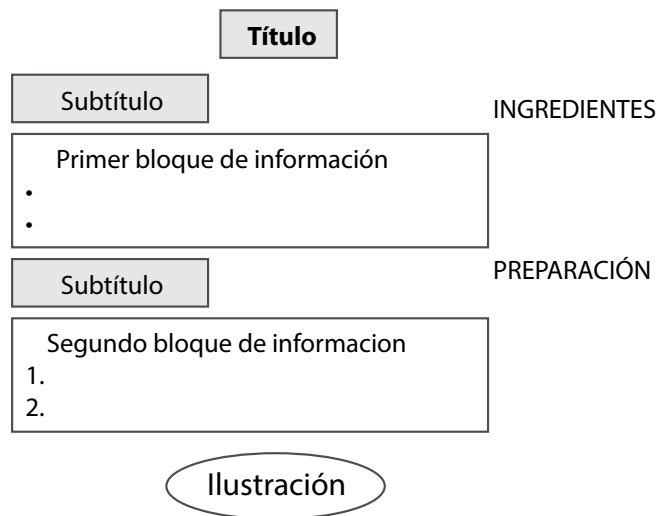 Título
Subtítulo
INGREDIENTES
Primer bloque de información
•
•
Subtítulo
PREPARACIÓN
Segundo bloque de informacion
1.
2.
Ilustración